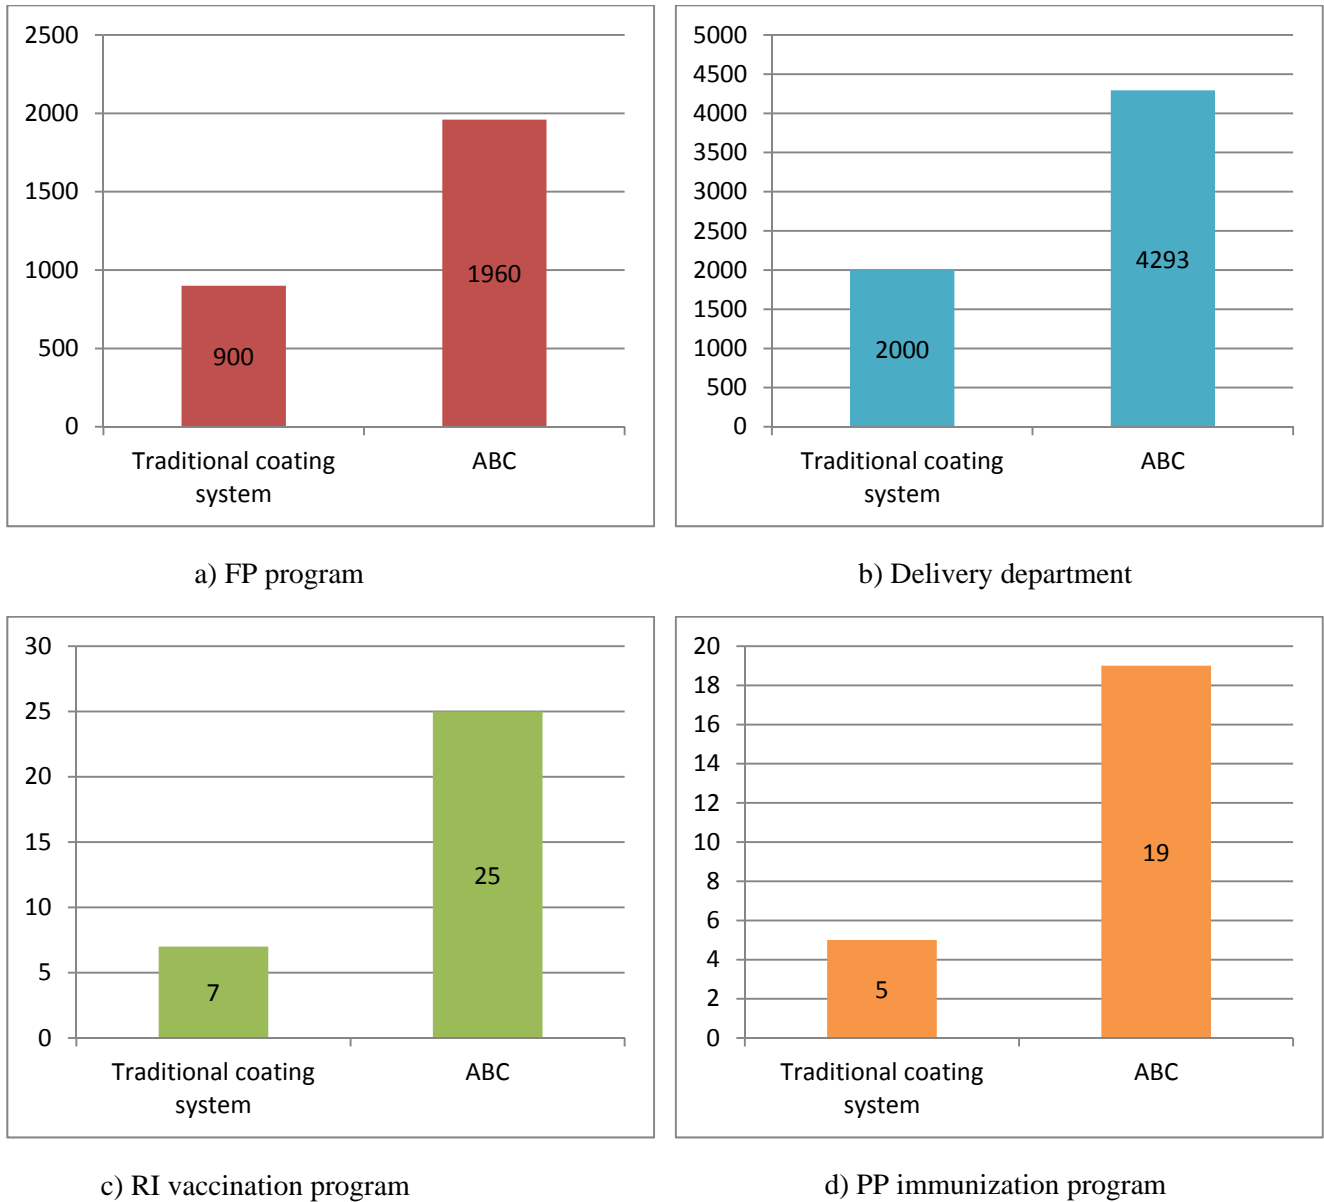 2500
2000
1500
1000
500
0
900
1960
Traditional coating
system
ABC
a) FP program
5000
4500
4000
3500
3000
2500
2000
1500
1000
500
0
2000
4293
Traditional coating
system
ABC
b) Delivery department
30
25
20
15
10
5
0
7
25
Traditional coating
system
ABC
c) RI vaccination program
20
18
16
14
12
10
8
6
4
2
0
5
19
Traditional coating
system
ABC
d) PP immunization program